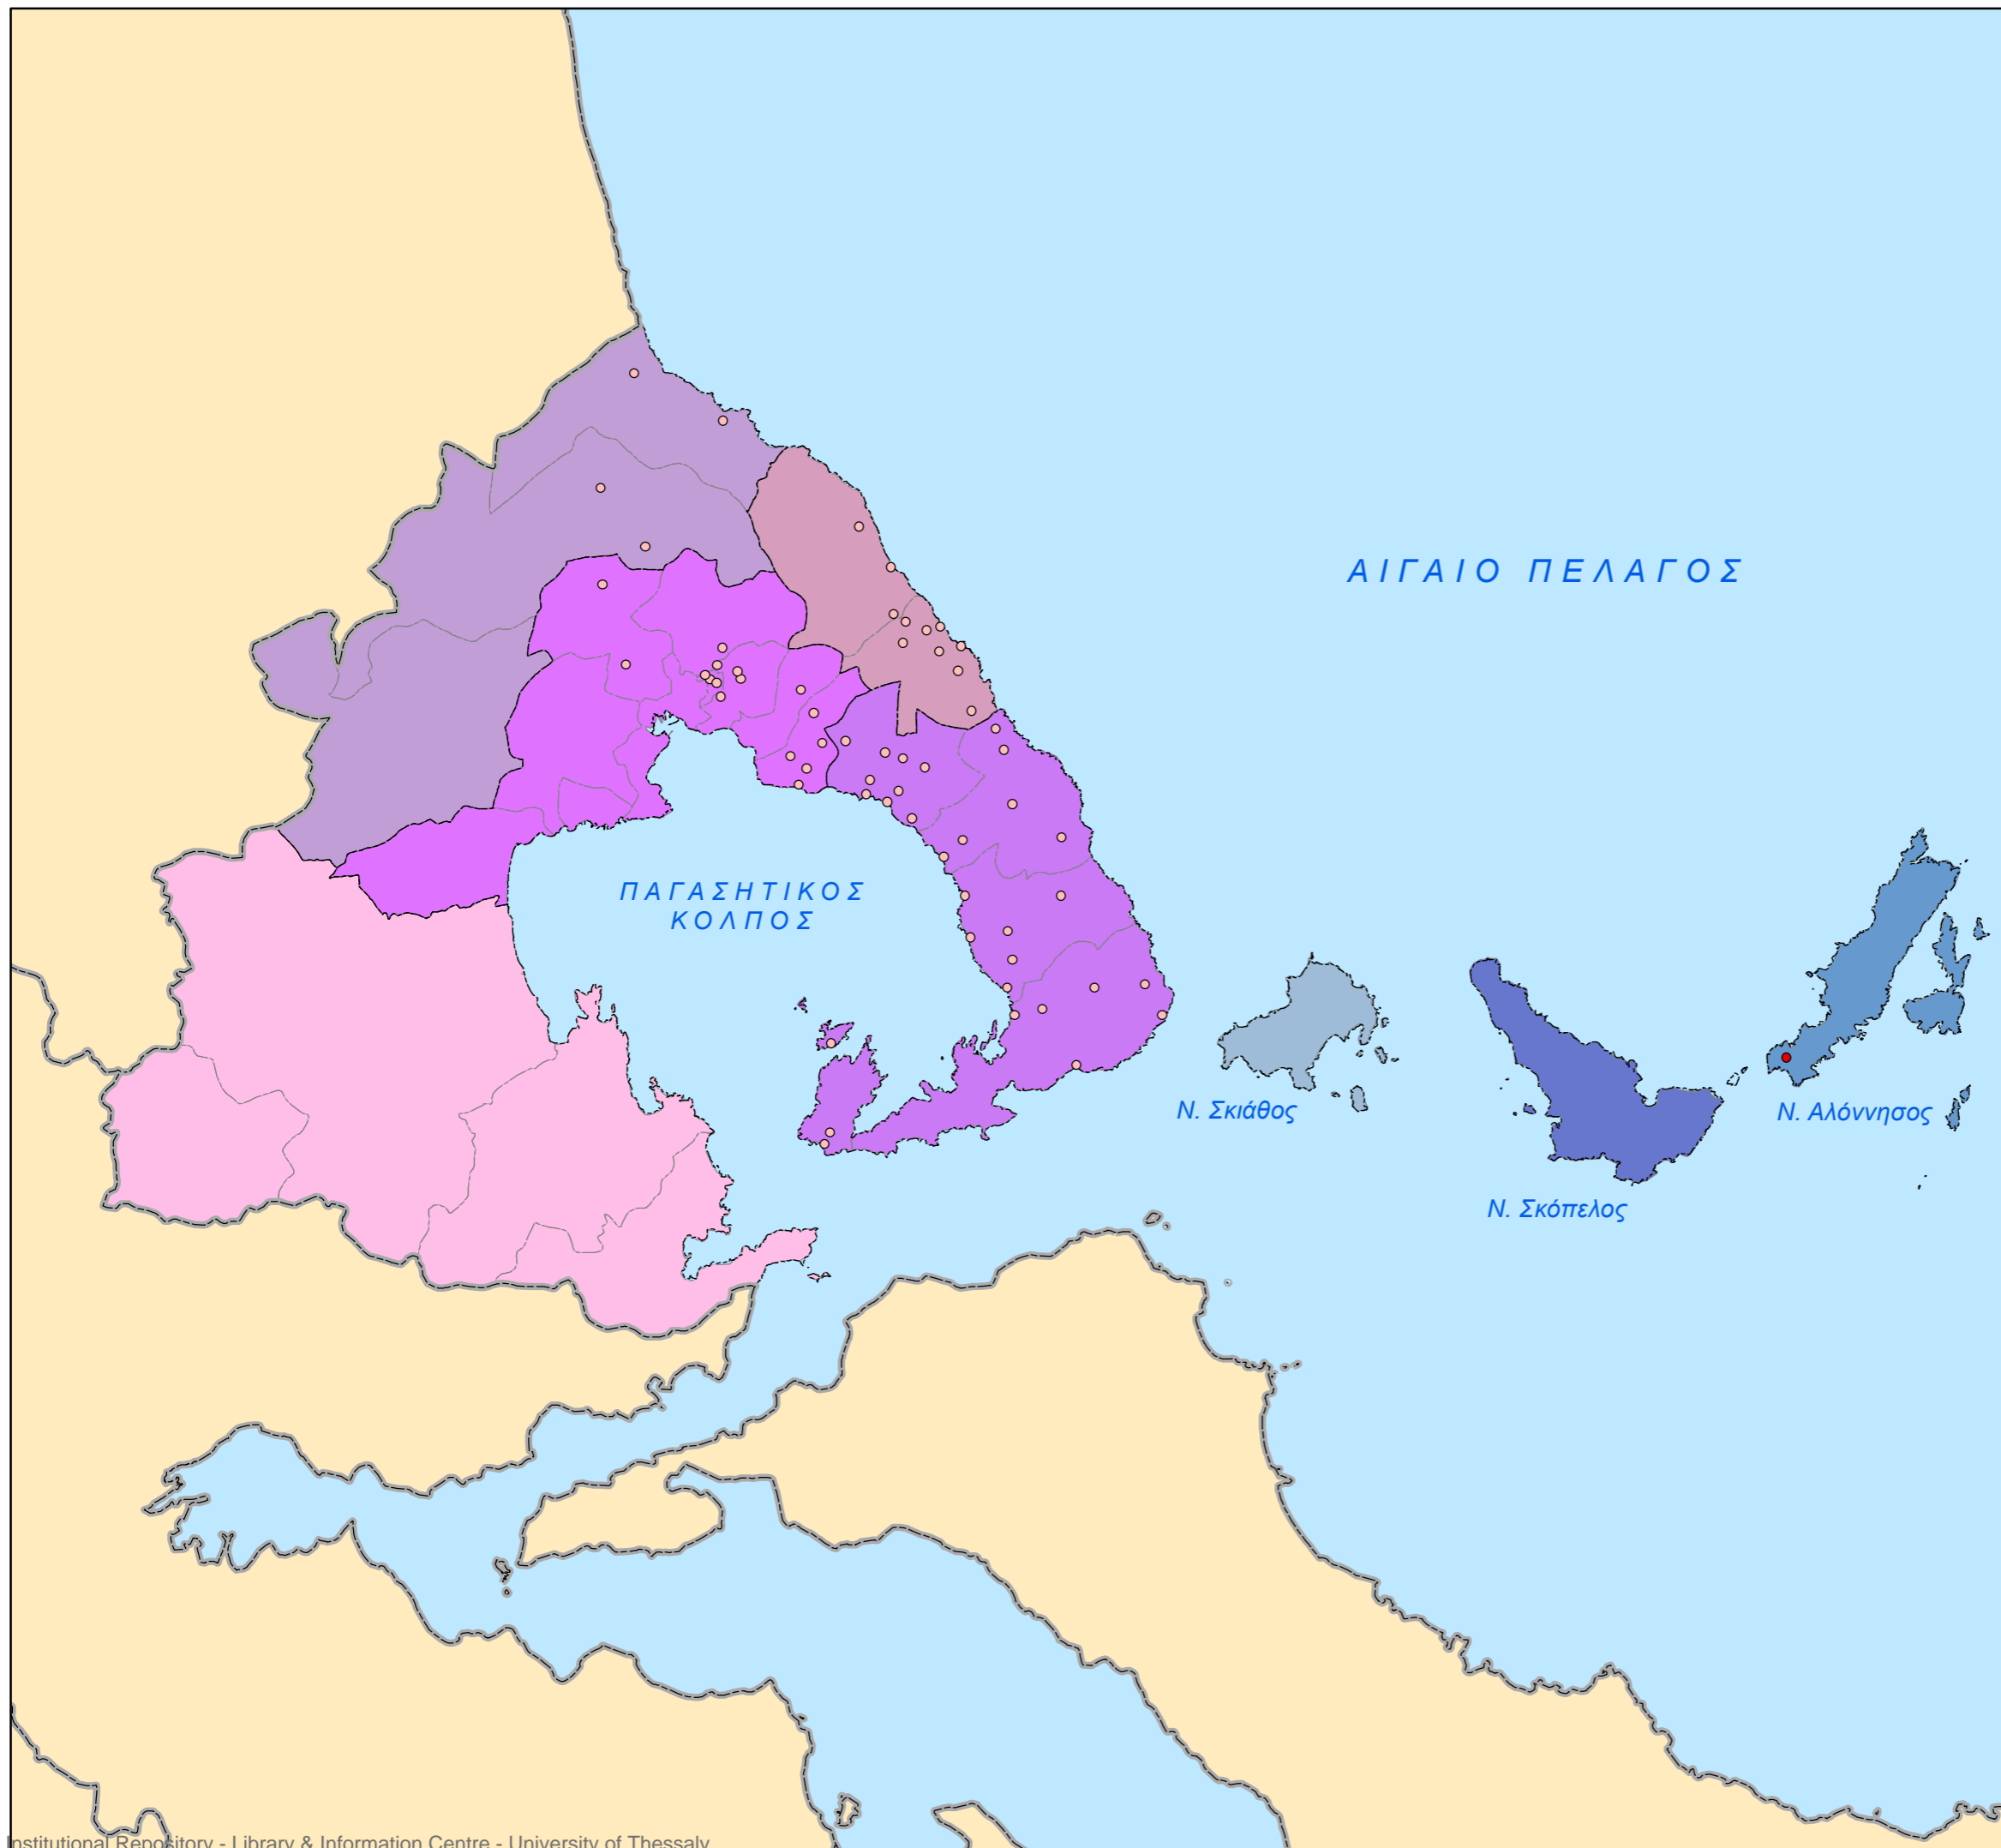 ΑΙΓΑΙΟ ΠΕΛΑΓΟΣ
ΠΑΓΑΣΗΤΙΚΟΣ
ΚΟΛΠΟΣ
Ν. Σκιάθος
Ν. Αλόννησος
Ν. Σκόπελος
Institutional Repository - Library & Information Centre - University of Thessaly